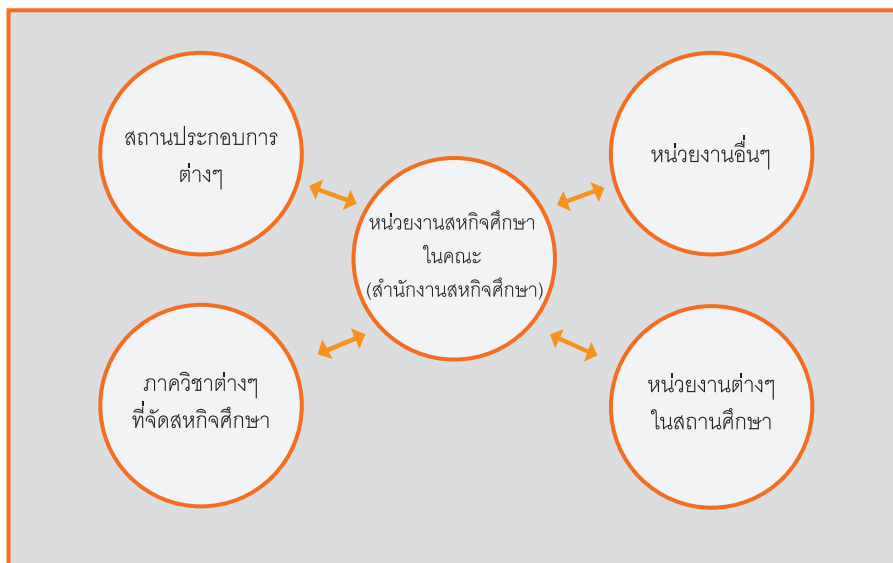 สถานประกอบการ
ต่างๆ
หน่วยงานอื่นๆ
หน่วยงานสหกิจศึกษา
ในคณะ
(สำนักงานสหกิจศึกษา)
ภาควิชาต่างๆ
ที่จัดสหกิจศึกษา
หน่วยงานต่างๆ
ในสถานศึกษา